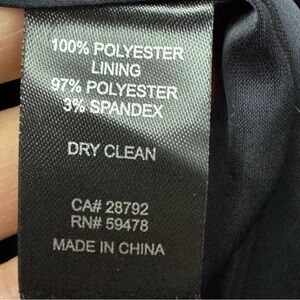 100% POLYESTER
LINING
97% POLYESTER
3% SPANDEX
DRY CLEAN
CA# 28792
RN# 59478
MADE IN CHINA